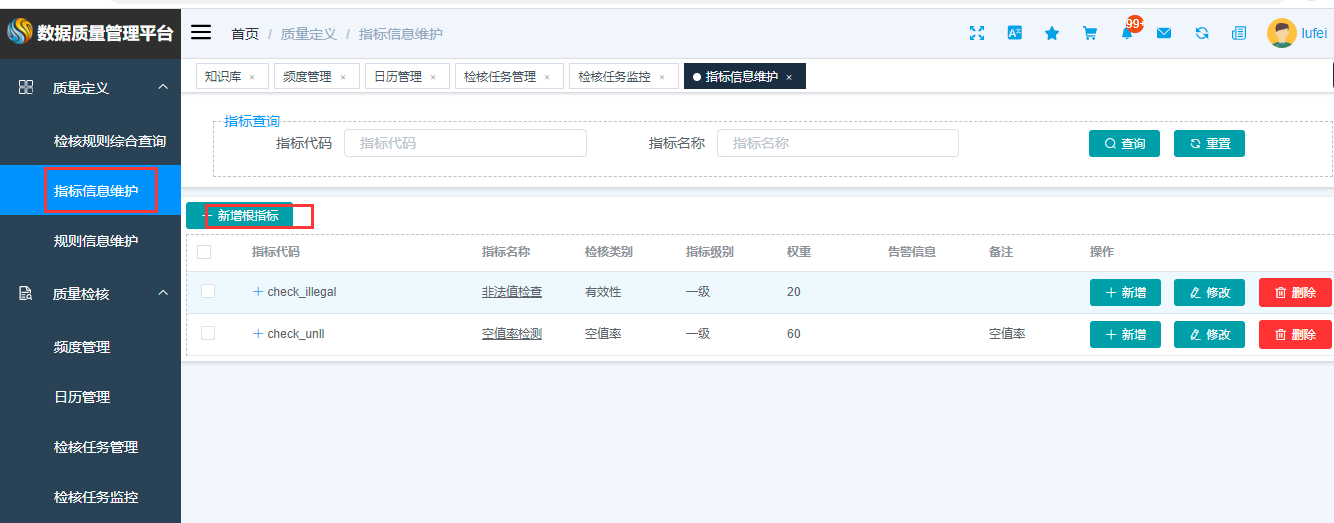 数据质量管理平台
首页 / 质量定义 / 指标信息维护
99+
lufei
质量定义
检核规则综合查询
指标信息维护
规则信息维护
质量检核
频度管理
日历管理
检核任务管理
检核任务监控
知识库 × 频度管理 × 日历管理 × 检核任务管理 × 检核任务监控 × 指标信息维护 ×
指标查询
指标代码 指标代码 指标名称 指标名称 查询 重置
新增根指标
指标代码 指标名称 检核类别 指标级别 权重 告警信息 备注 操作
check_illegal 非法值检查 有效性 一级 20 新增 修改 删除
check_unll 空值率检测 空值率 一级 60 空值率 新增 修改 删除